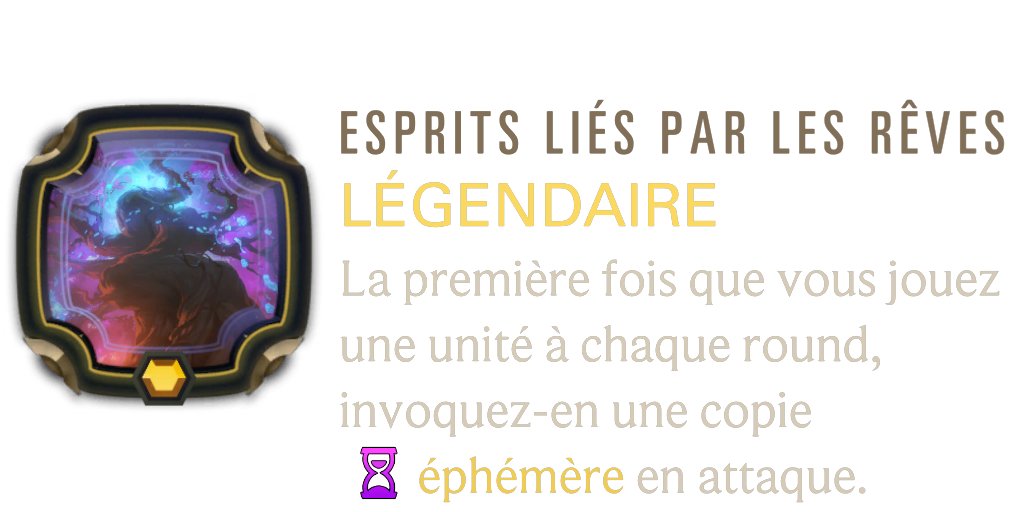 ESPRITS LIÉS PAR LES RÊVES
LÉGENDAIRE
La première fois que vous jouez
une unité à chaque round,
invoquez-en une copie
éphémère en attaque.